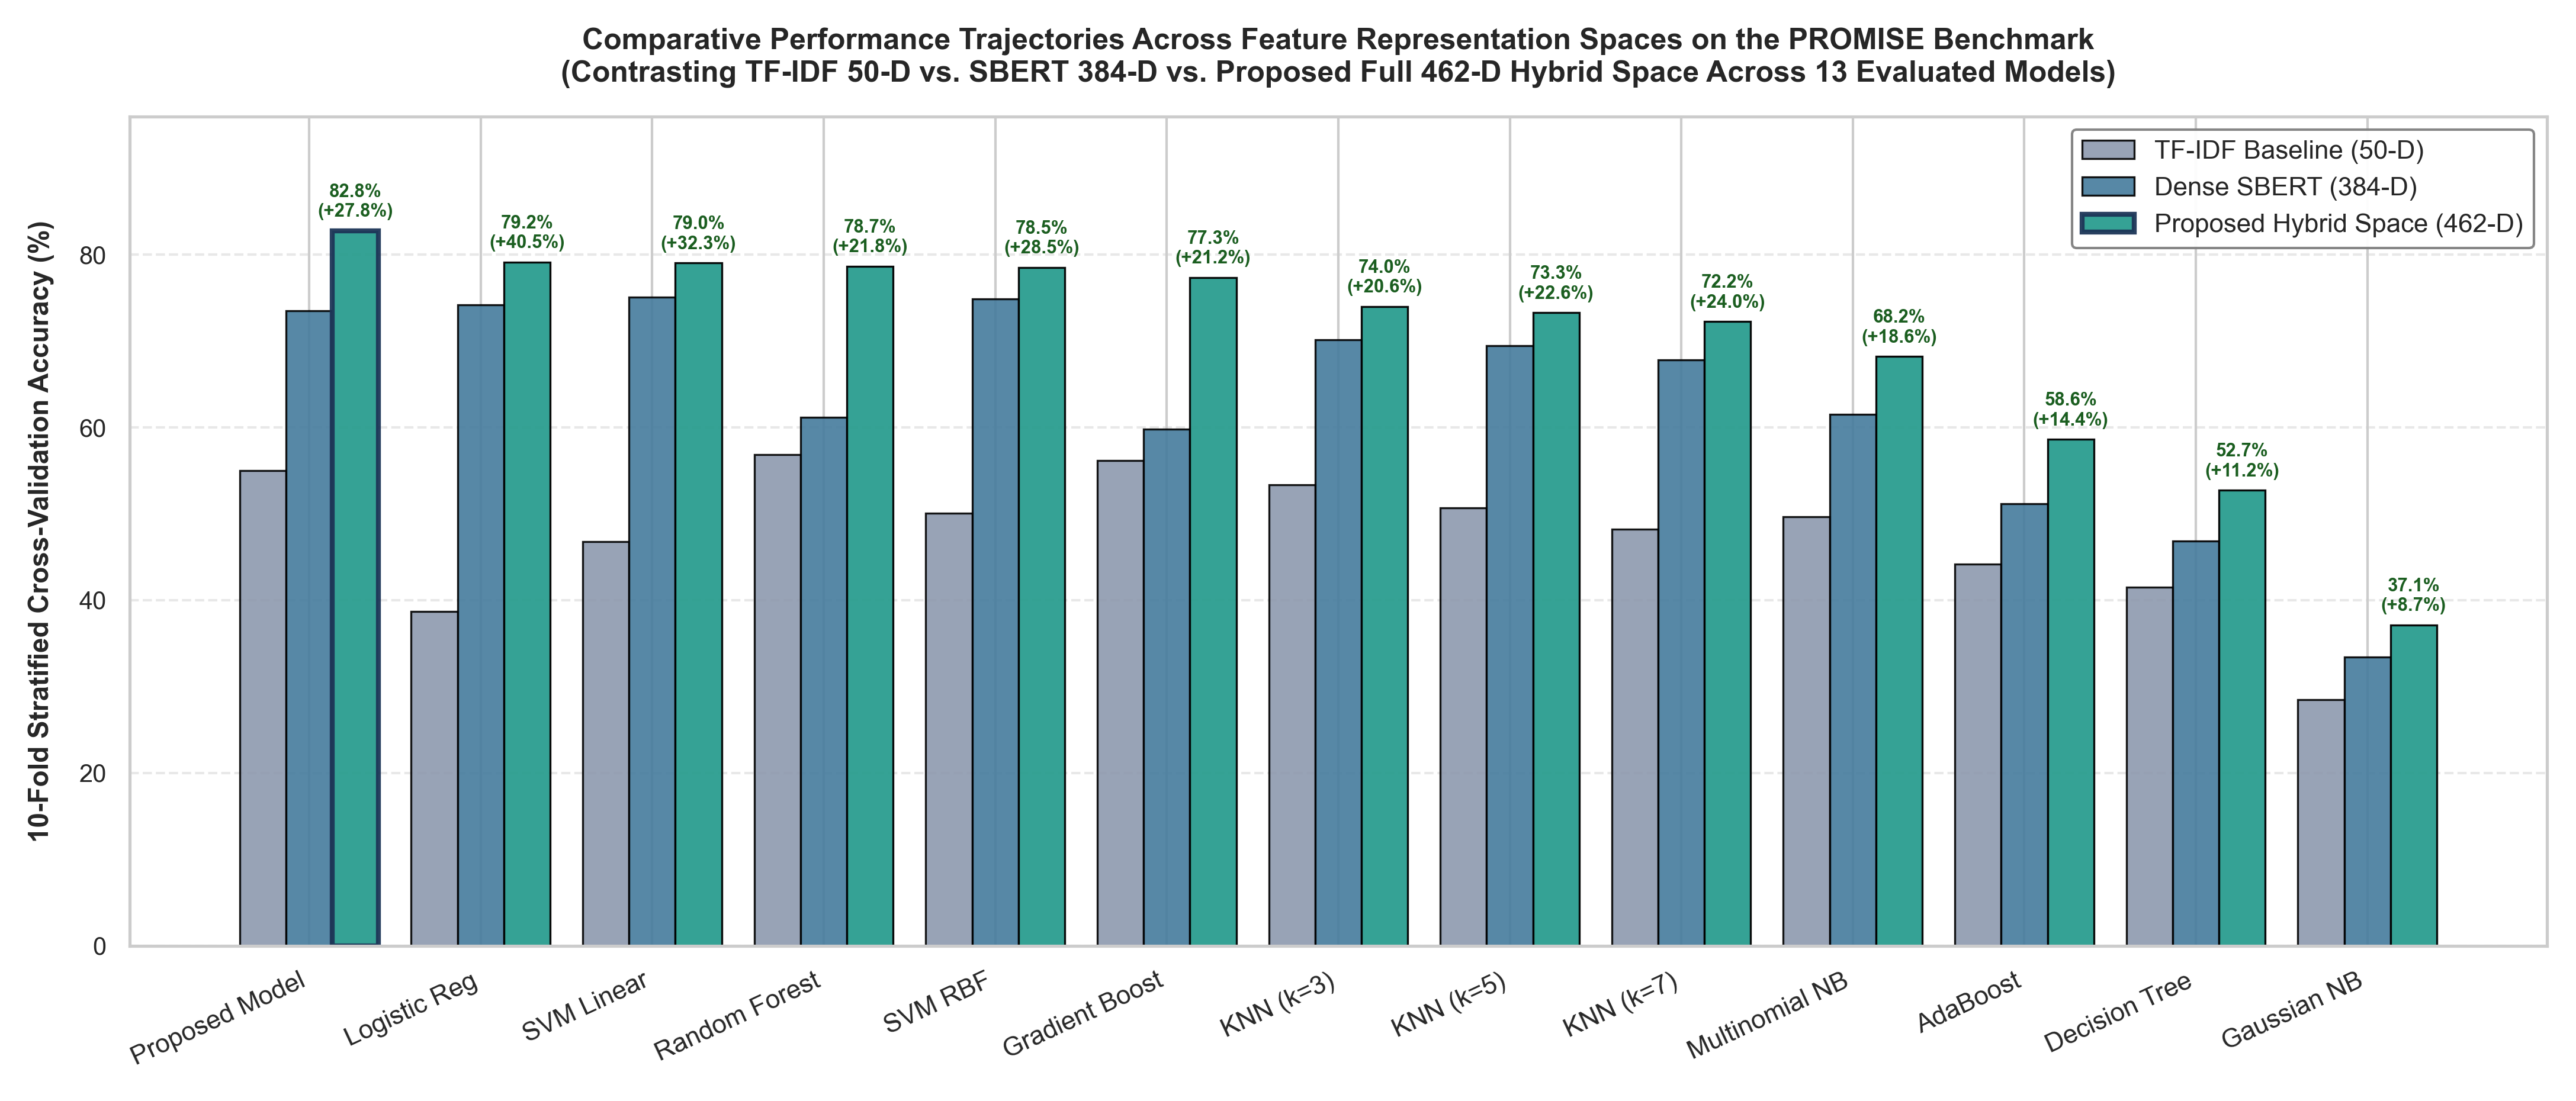 Comparative Performance Trajectories Across Feature Representation Spaces on the PROMISE Benchmark
(Contrasting TF-IDF 50-D vs. SBERT 384-D vs. Proposed Full 462-D Hybrid Space Across 13 Evaluated Models)
TF-IDF Baseline (50-D)
Dense SBERT (384-D)
Proposed Hybrid Space (462-D)
10-Fold Stratified Cross-Validation Accuracy (%)
80
60
40
20
0
82.8%
(+27.8%)
79.2%
(+40.5%)
79.0%
(+32.3%)
78.7%
(+21.8%)
78.5%
(+28.5%)
77.3%
(+21.2%)
74.0%
(+20.6%)
73.3%
(+22.6%)
72.2%
(+24.0%)
68.2%
(+18.6%)
58.6%
(+14.4%)
52.7%
(+11.2%)
37.1%
(+8.7%)
Proposed Model
Logistic Reg
SVM Linear
Random Forest
SVM RBF
Gradient Boost
KNN (k=3)
KNN (k=5)
KNN (k=7)
Multinomial NB
AdaBoost
Decision Tree
Gaussian NB